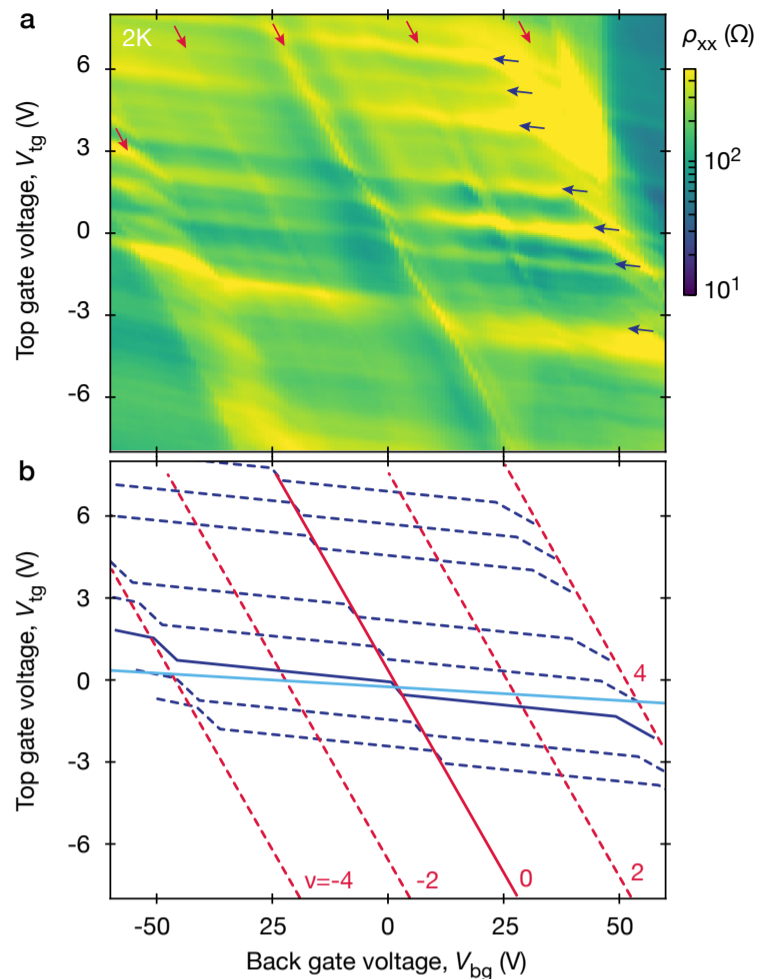 a
2K
ρxx (Ω)
6
3
0
-3
-6
Top gate voltage, Vtg (V)
10²
10¹
b
6
3
0
-3
-6
Top gate voltage, Vtg (V)
4
ν=-4
-2
0
2
-50
-25
0
25
50
Back gate voltage, Vbg (V)